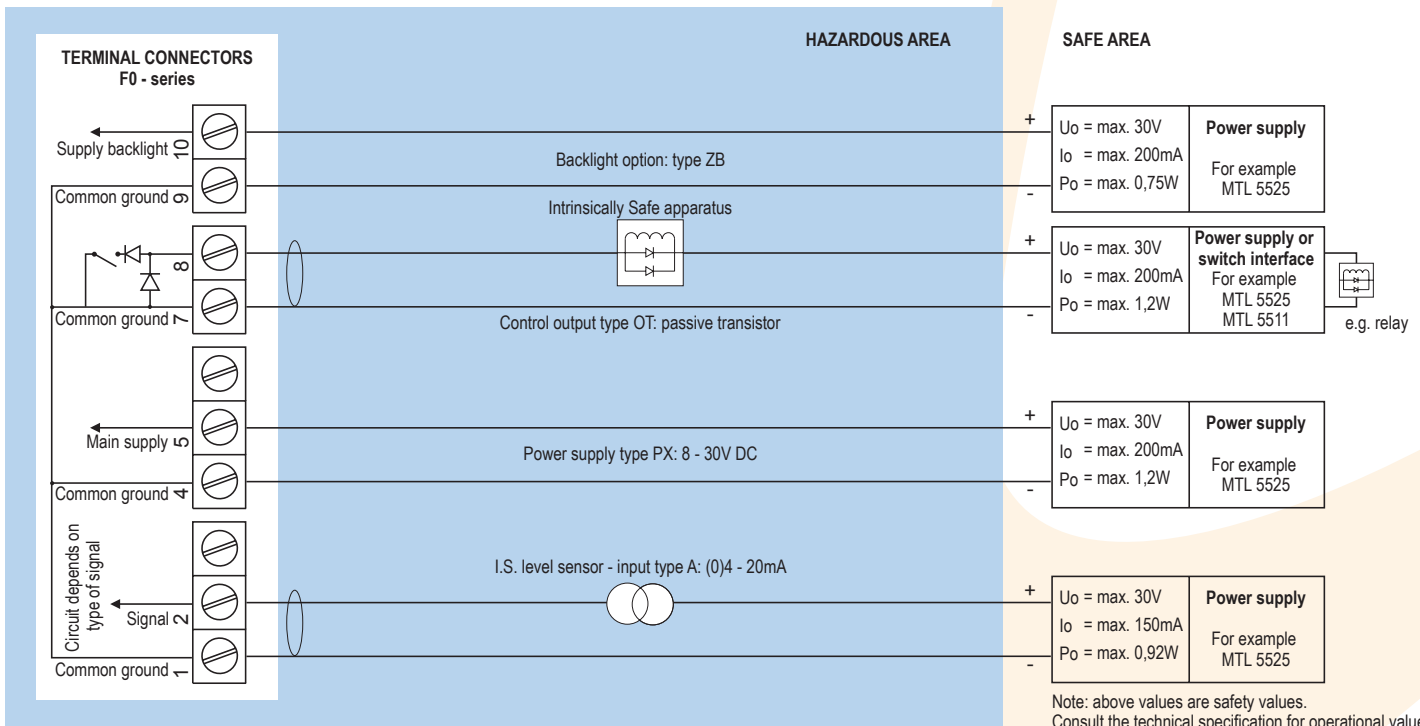 HAZARDOUS AREA
SAFE AREA
TERMINAL CONNECTORS
F0 - series
Supply backlight 10
Common ground 9
8
Common ground 7
Main supply 5
Common ground 4
Circuit depends on
type of signal
Signal 2
Common ground 1
Backlight option: type ZB
Intrinsically Safe apparatus
Control output type OT: passive transistor
Power supply type PX: 8 - 30V DC
I.S. level sensor - input type A: (0)4 - 20mA
+
-
Uo = max. 30V
Io = max. 200mA
Po = max. 0,75W
Power supply
For example
MTL 5525
+
-
Uo = max. 30V
Io = max. 200mA
Po = max. 1,2W
Power supply or
switch interface
For example
MTL 5525
MTL 5511
e.g. relay
+
-
Uo = max. 30V
Io = max. 200mA
Po = max. 1,2W
Power supply
For example
MTL 5525
+
-
Uo = max. 30V
Io = max. 150mA
Po = max. 0,92W
Power supply
For example
MTL 5525
Note: above values are safety values.
Consult the technical specification for operational value